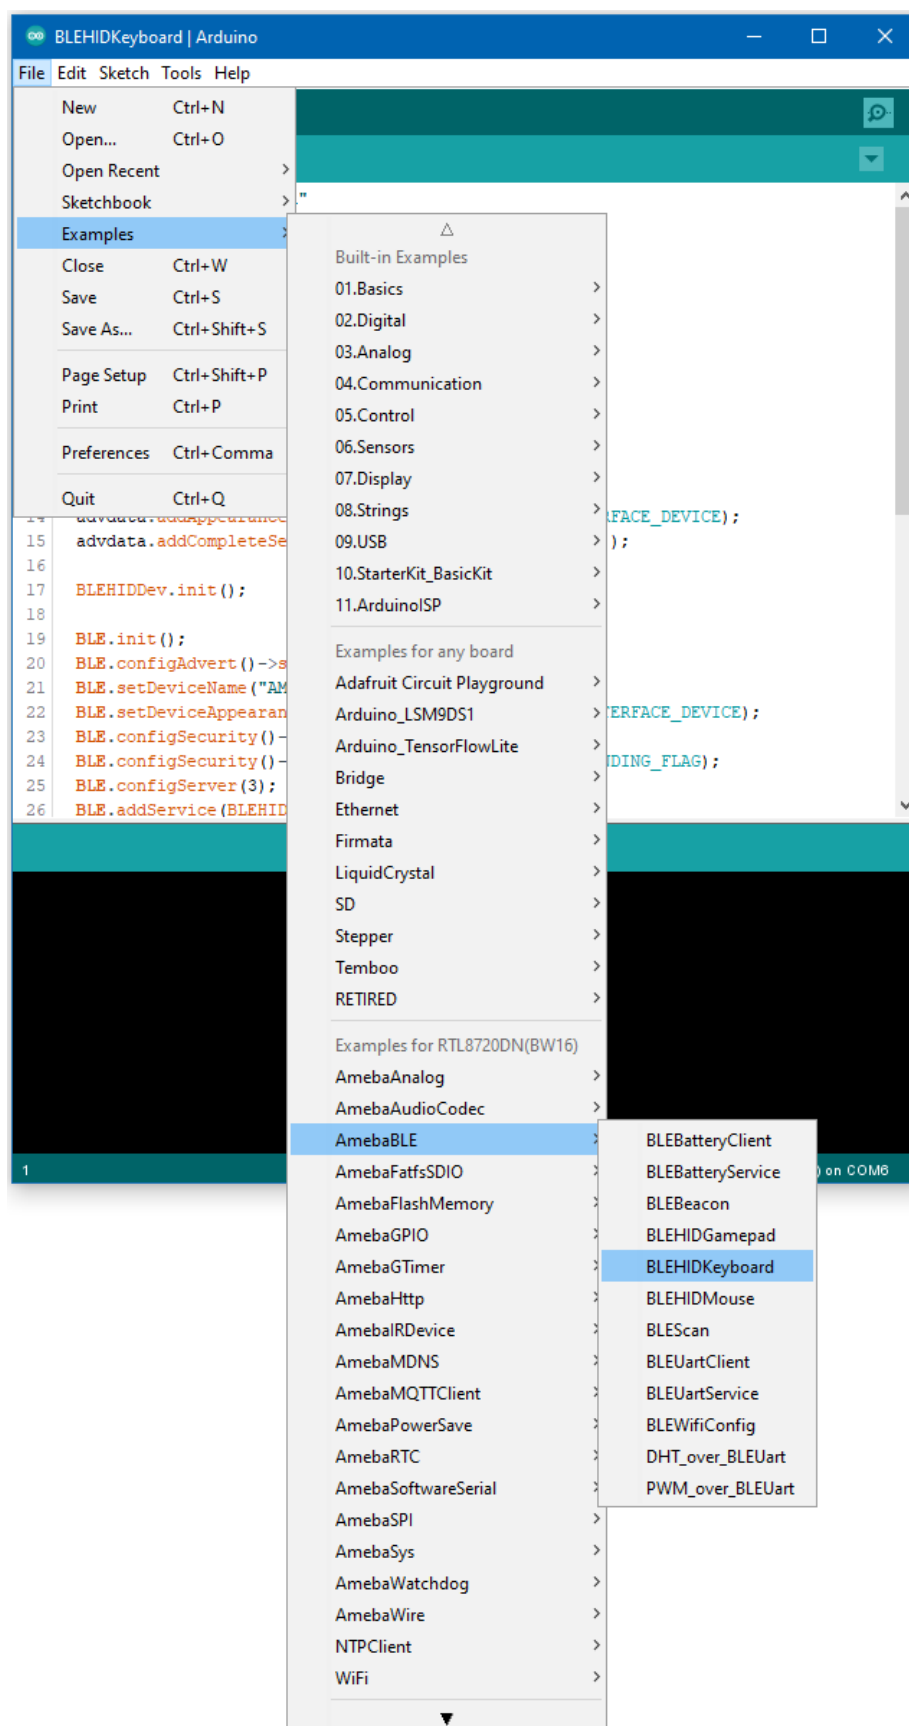 BLEHIDKeyboard | Arduino
File Edit Sketch Tools Help
New Ctrl+N
Open... Ctrl+O
Open Recent
Sketchbook
Examples
Close Ctrl+W
Save Ctrl+S
Save As... Ctrl+Shift+S
Page Setup Ctrl+Shift+P
Print Ctrl+P
Preferences Ctrl+Comma
Quit Ctrl+Q
"
Built-in Examples
01.Basics
02.Digital
03.Analog
04.Communication
05.Control
06.Sensors
07.Display
08.Strings
09.USB
10.StarterKit_BasicKit
11.ArduinoISP
Examples for any board
Adafruit Circuit Playground
Arduino_LSM9DS1
Arduino_TensorFlowLite
Bridge
Ethernet
Firmata
LiquidCrystal
SD
Stepper
Temboo
RETIRED
Examples for RTL8720DN(BW16)
AmebaAnalog
AmebaAudioCodec
AmebaBLE
AmebaFatfsSDIO
AmebaFlashMemory
AmebaGPIO
AmebaGTimer
AmebaHttp
AmebaIRDevice
AmebaMDNS
AmebaMQTTClient
AmebaPowerSave
AmebaRTC
AmebaSoftwareSerial
AmebaSPI
AmebaSys
AmebaWatchdog
AmebaWire
NTPClient
WiFi
BLEBatteryClient
BLEBatteryService
BLEBeacon
BLEHIDGamepad
BLEHIDKeyboard
BLEHIDMouse
BLEScan
BLEUartClient
BLEUartService
BLEWifiConfig
DHT_over_BLEUart
PWM_over_BLEUart
14 advdata.addAppearance RFACE_DEVICE);
15 advdata.addCompleteSe );
16
17 BLEHIDDev.init();
18
19 BLE.init();
20 BLE.configAdvert()->s
21 BLE.setDeviceName("AM
22 BLE.setDeviceAppearan ERFACE_DEVICE);
23 BLE.configSecurity()-
24 BLE.configSecurity()- DING_FLAG);
25 BLE.configServer(3);
26 BLE.addService(BLEHID
1 ) on COM6